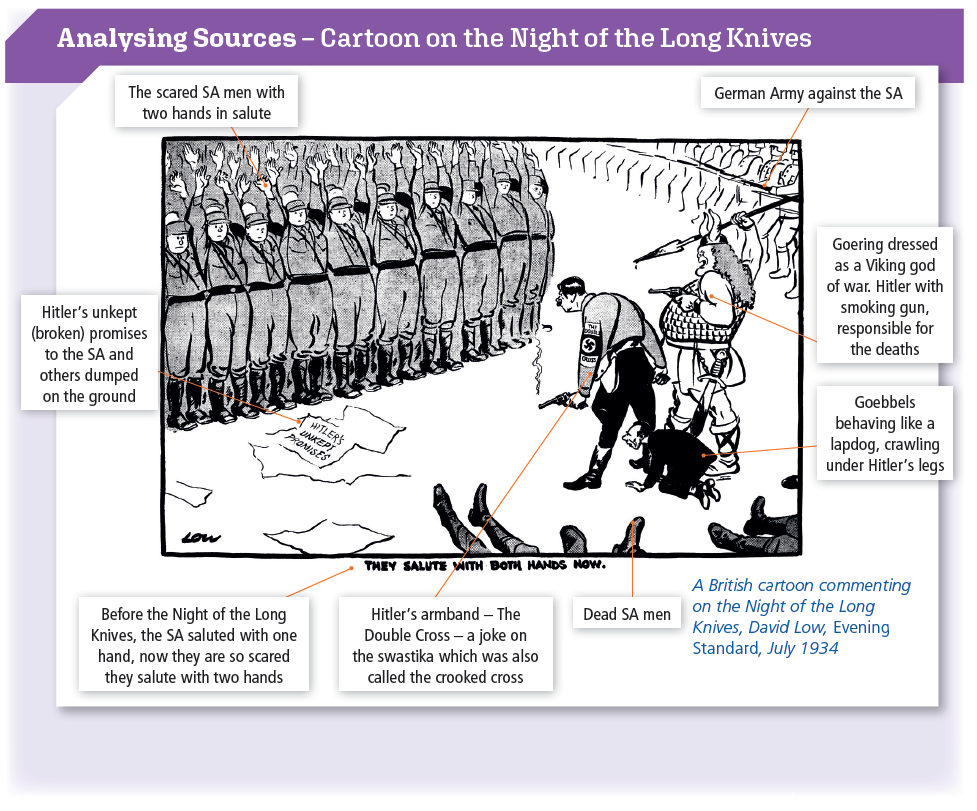 Analysing Sources – Cartoon on the Night of the Long Knives
The scared SA men with
two hands in salute
German Army against the SA
Goering dressed
as a Viking god
of war. Hitler with
smoking gun,
responsible for
the deaths
Hitler's unkept
(broken) promises
to the SA and
others dumped
on the ground
THE
DOUBLE
CROSS
HITLER'S
UNKEPT
PROMISES
Goebbels
behaving like a
lapdog, crawling
under Hitler's legs
LOW
THEY SALUTE WITH BOTH HANDS NOW.
Before the Night of the Long
Knives, the SA saluted with one
hand, now they are so scared
they salute with two hands
Hitler's armband – The
Double Cross – a joke on
the swastika which was also
called the crooked cross
Dead SA men
A British cartoon commenting
on the Night of the Long
Knives, David Low, Evening
Standard, July 1934